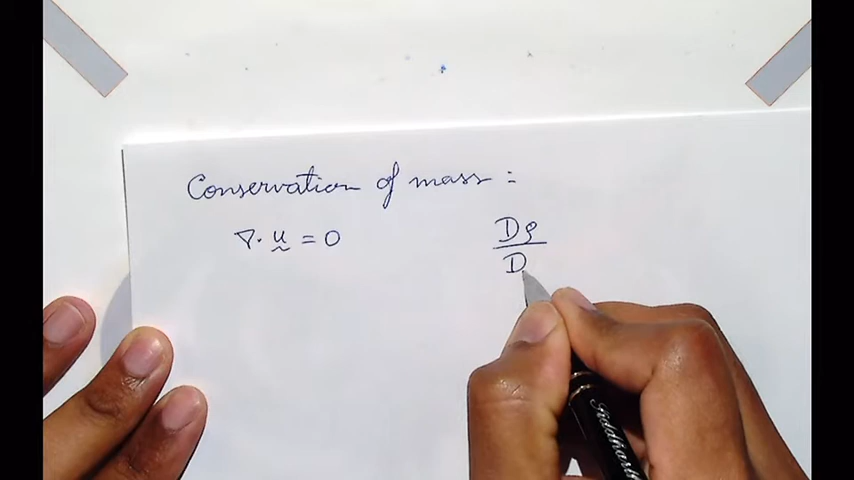 Conservation of mass :
∇ · ṵ = 0
Dρ
D